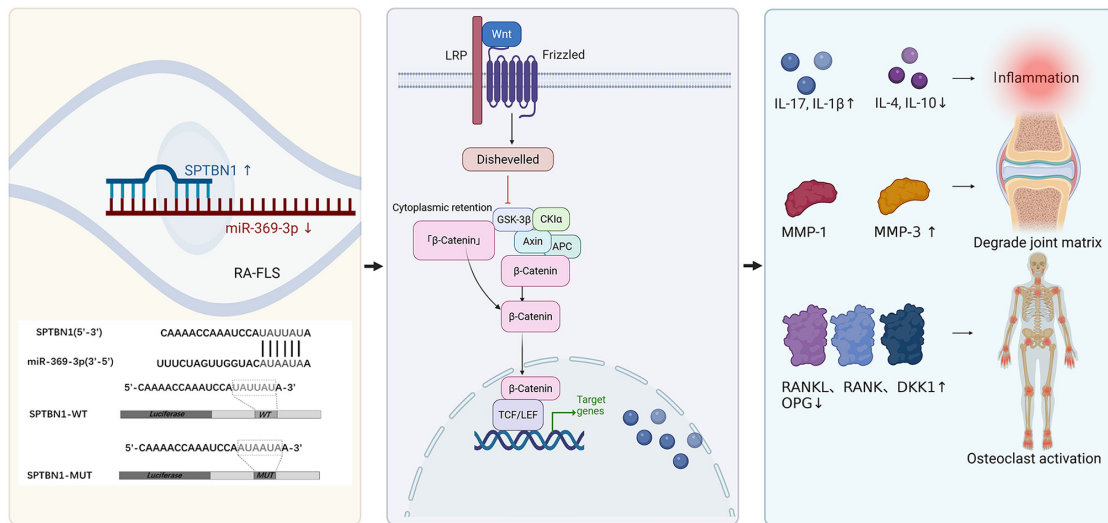 SPTBN1 ↑
miR-369-3p ↓
RA-FLS
SPTBN1(5'-3') CAAAACCAAAUCCAUAUUAUA
miR-369-3p(3'-5') UUUCUAGUUGGUACAUAAUAA
5'-CAAAACCAAAUCCAUAUUAUA-3'
SPTBN1-WT Luciferase WT
5'-CAAAACCAAUCCAAUAAUAA-3'
SPTBN1-MUT Luciferase MUT
Wnt
LRP
Frizzled
Dishevelled
Cytoplasmic retention
GSK-3β
CKIα
「β-Catenin」
Axin
APC
β-Catenin
β-Catenin
β-Catenin
TCF/LEF
Target
genes
IL-17, IL-1β↑
IL-4, IL-10↓
Inflammation
MMP-1
MMP-3 ↑
Degrade joint matrix
RANKL、RANK、DKK1↑
OPG↓
Osteoclast activation